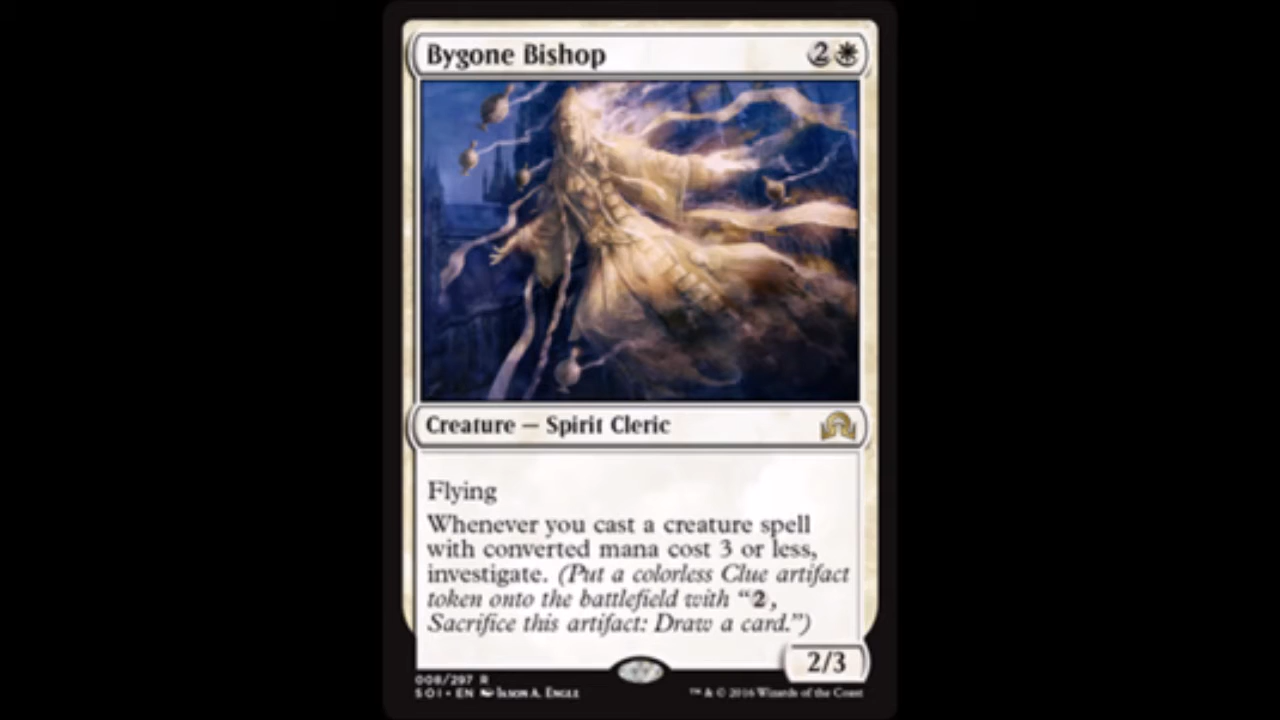 Bygone Bishop 2
Creature — Spirit Cleric
Flying
Whenever you cast a creature spell
with converted mana cost 3 or less,
investigate. (Put a colorless Clue artifact
token onto the battlefield with “2,
Sacrifice this artifact: Draw a card.”)
2/3
008/297 R
SOI • EN Jason A. Engle
™ & © 2016 Wizards of the Coast